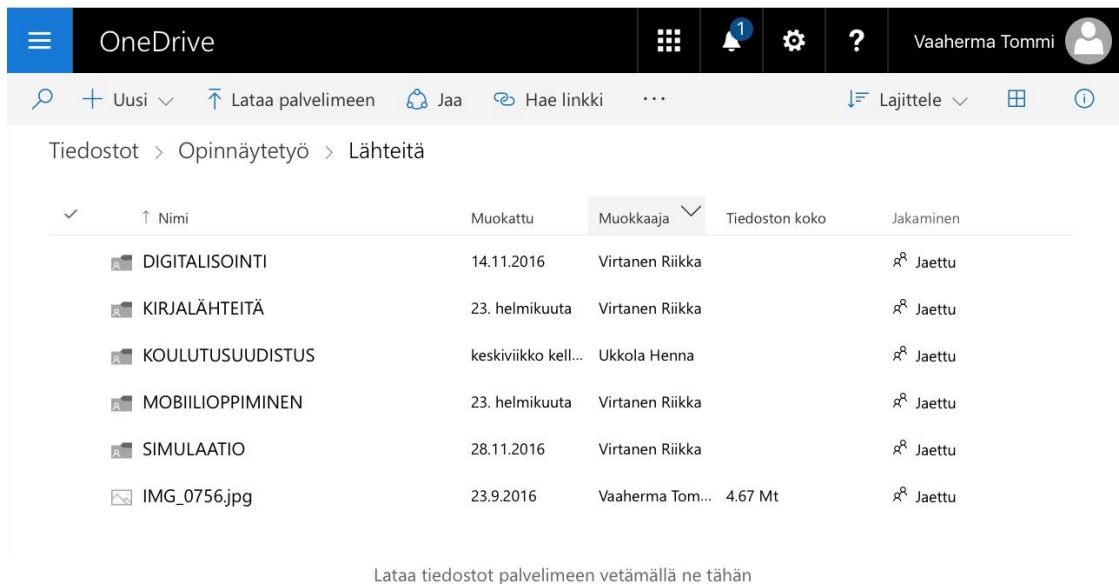 OneDrive 1 ? Vaaherma Tommi
Uusi Lataa palvelimeen Jaa Hae linkki ... Lajittele
Tiedostot > Opinnäytetyö > Lähteitä
↑ Nimi Muokattu Muokkaaja Tiedoston koko Jakaminen
DIGITALISOINTI 14.11.2016 Virtanen Riikka Jaettu
KIRJALÄHTEITÄ 23. helmikuuta Virtanen Riikka Jaettu
KOULUTUSUUDISTUS keskiviikko kell... Ukkola Henna Jaettu
MOBIILIOPPIMINEN 23. helmikuuta Virtanen Riikka Jaettu
SIMULAATIO 28.11.2016 Virtanen Riikka Jaettu
IMG_0756.jpg 23.9.2016 Vaaherma Tom... 4.67 Mt Jaettu
Lataa tiedostot palvelimeen vetämällä ne tähän